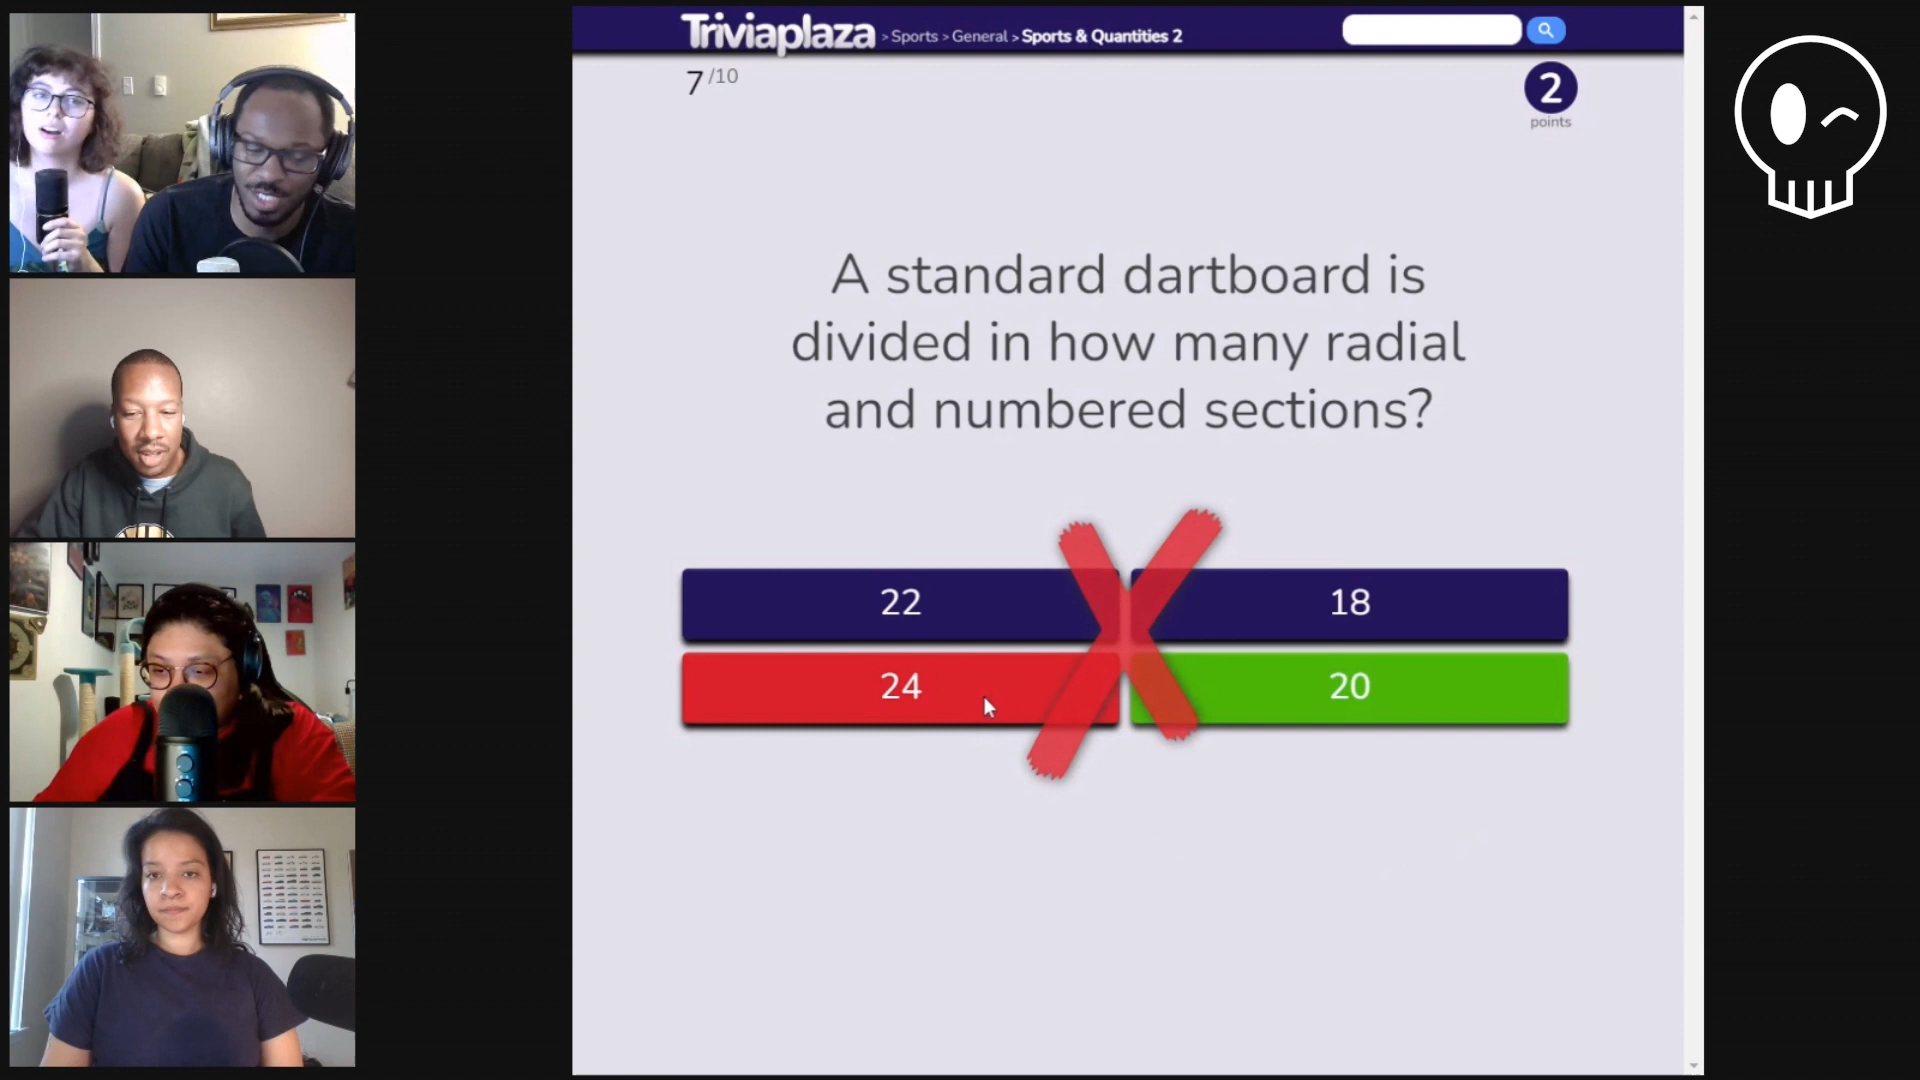 Triviaplaza > Sports > General > Sports & Quantities 2
7 /10
2
points
A standard dartboard is
divided in how many radial
and numbered sections?
22
18
24
20